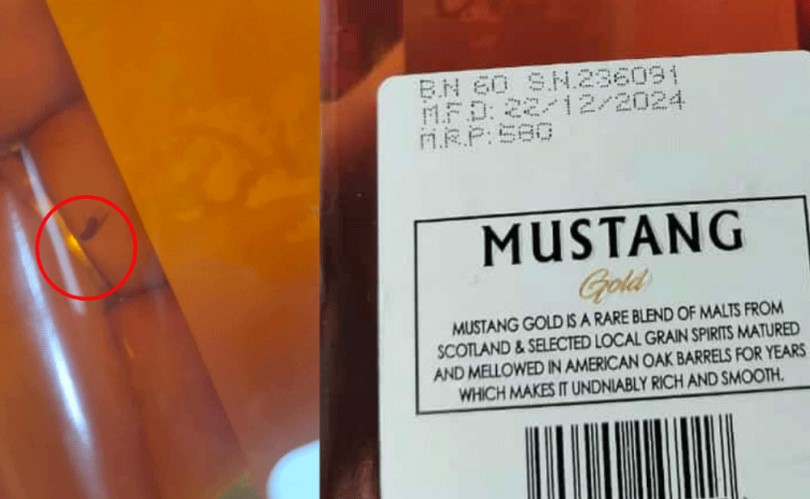 B.N 60 S.N.236091
M.F.D: 22/12/2024
M.R.P: 580
MUSTANG
Gold
MUSTANG GOLD IS A RARE BLEND OF MALTS FROM
SCOTLAND & SELECTED LOCAL GRAIN SPIRITS MATURED
AND MELLOWED IN AMERICAN OAK BARRELS FOR YEARS
WHICH MAKES IT UNDNIABLY RICH AND SMOOTH.